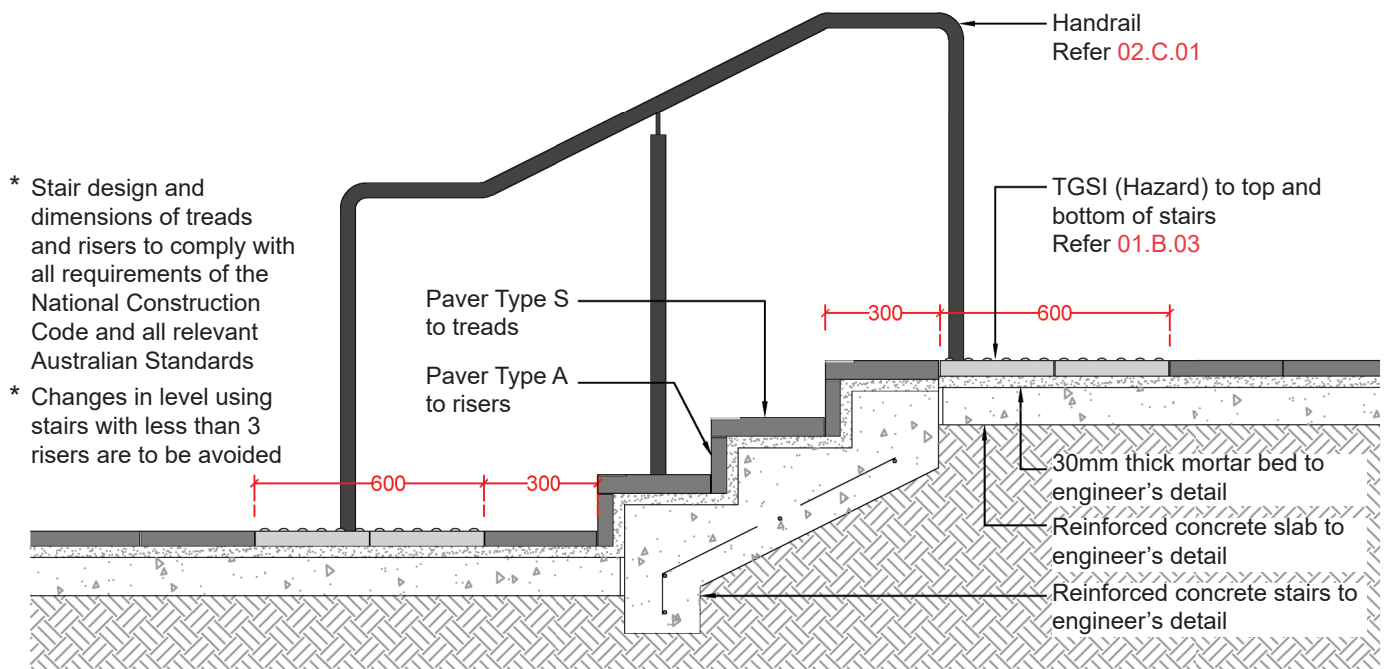 Handrail
Refer 02.C.01
* Stair design and
dimensions of treads
and risers to comply with
all requirements of the
National Construction
Code and all relevant
Australian Standards
* Changes in level using
stairs with less than 3
risers are to be avoided
TGSI (Hazard) to top and
bottom of stairs
Refer 01.B.03
Paver Type S
to treads
Paver Type A
to risers
300
600
600
300
30mm thick mortar bed to
engineer’s detail
Reinforced concrete slab to
engineer’s detail
Reinforced concrete stairs to
engineer’s detail